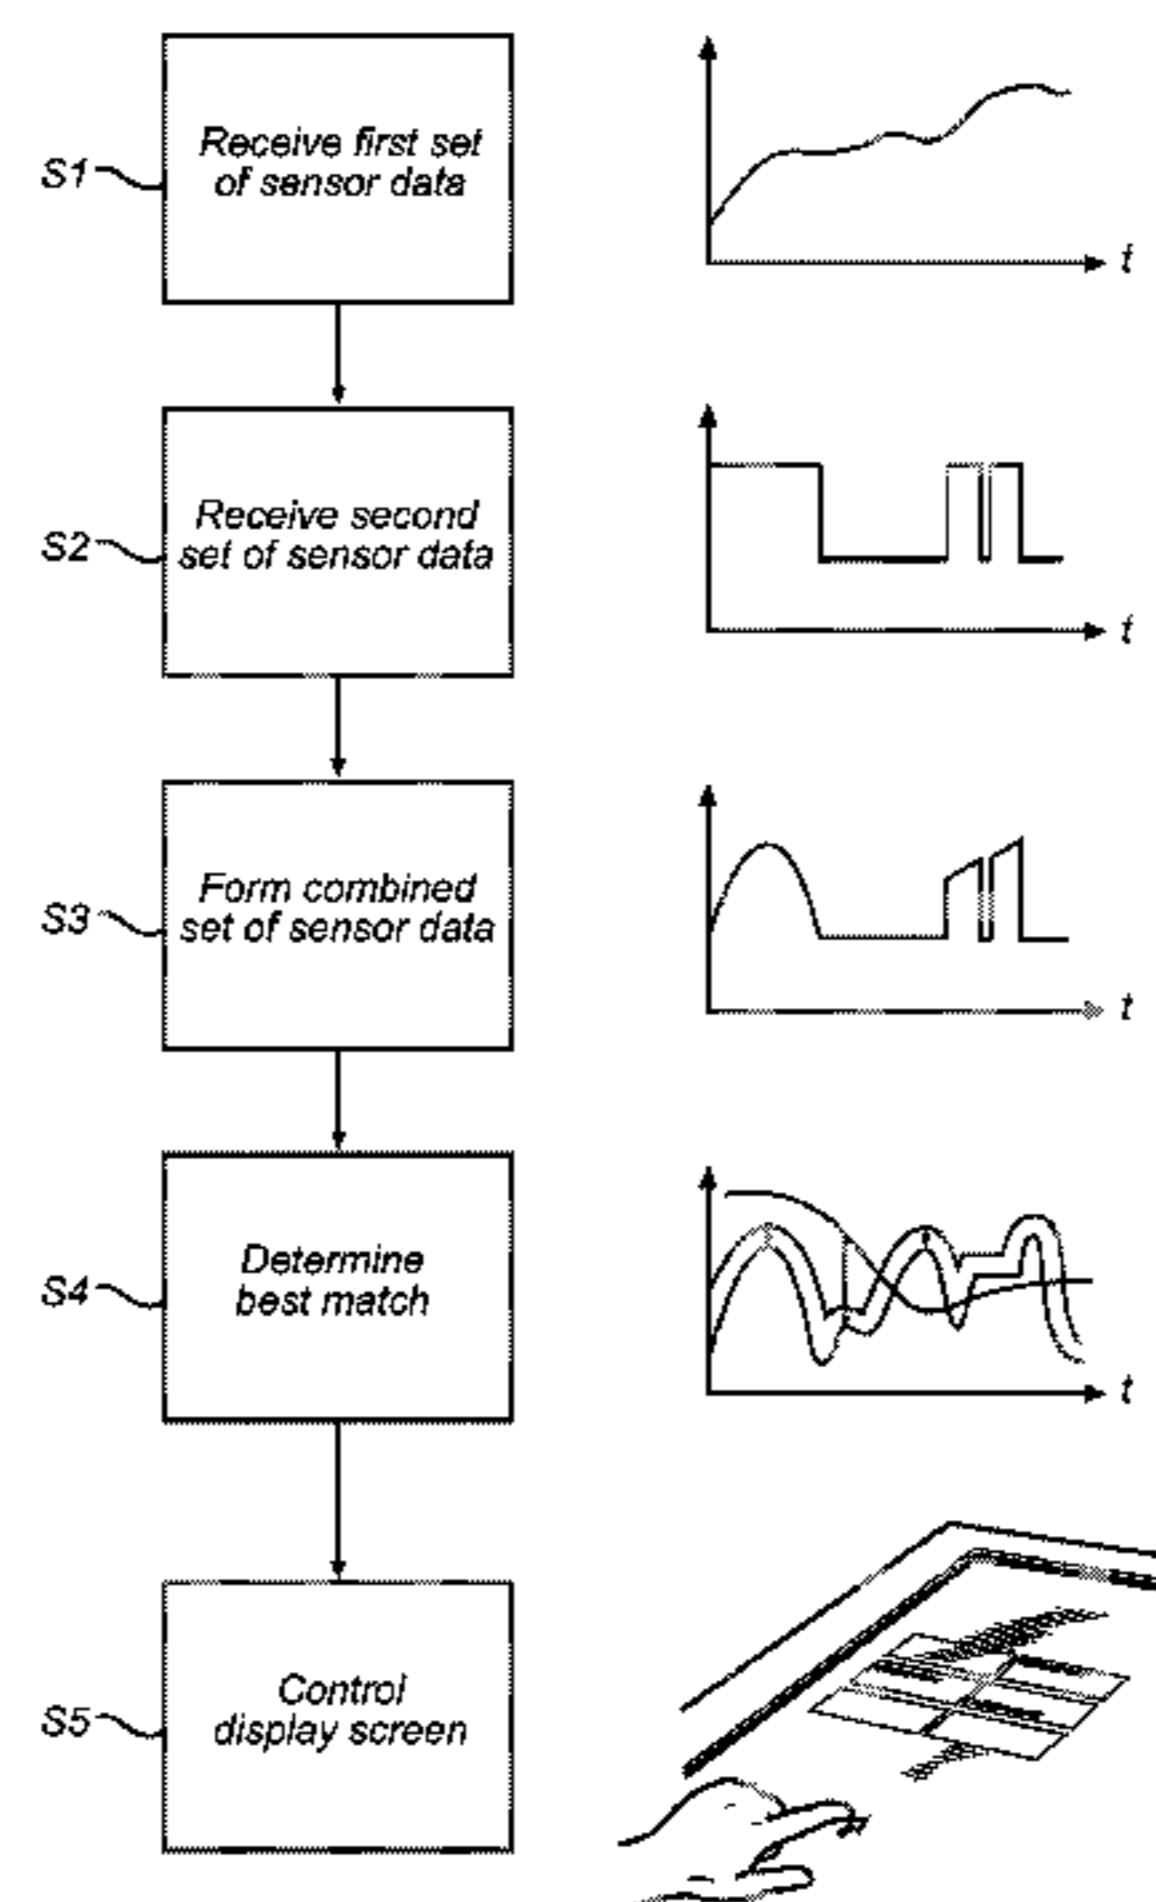 S1
Receive first set
of sensor data
t
S2
Receive second
set of sensor data
t
S3
Form combined
set of sensor data
t
S4
Determine
best match
t
S5
Control
display screen